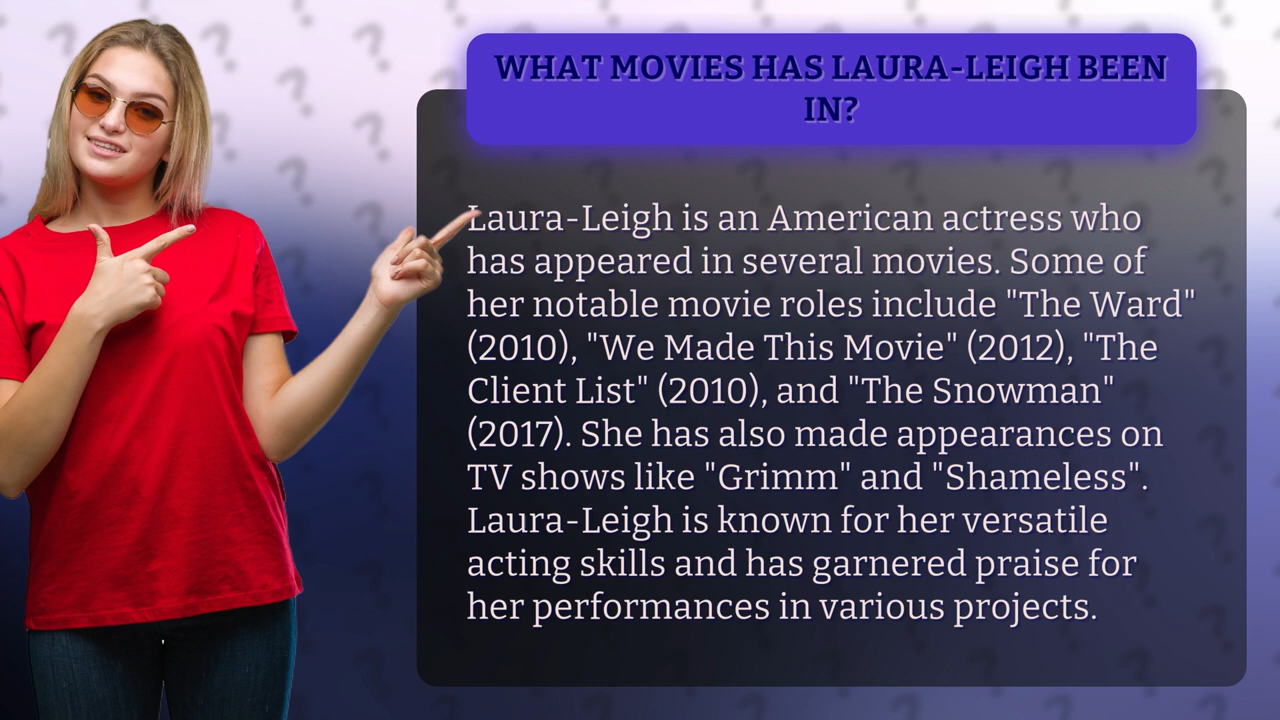 WHAT MOVIES HAS LAURA-LEIGH BEEN
IN?
Laura-Leigh is an American actress who
has appeared in several movies. Some of
her notable movie roles include "The Ward"
(2010), "We Made This Movie" (2012), "The
Client List" (2010), and "The Snowman"
(2017). She has also made appearances on
TV shows like "Grimm" and "Shameless".
Laura-Leigh is known for her versatile
acting skills and has garnered praise for
her performances in various projects.